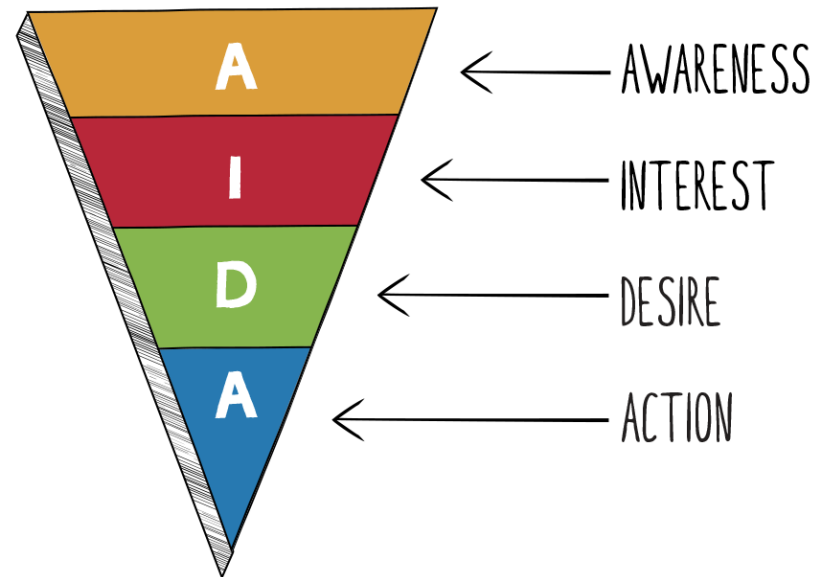 A
AWARENESS
I
INTEREST
D
DESIRE
A
ACTION